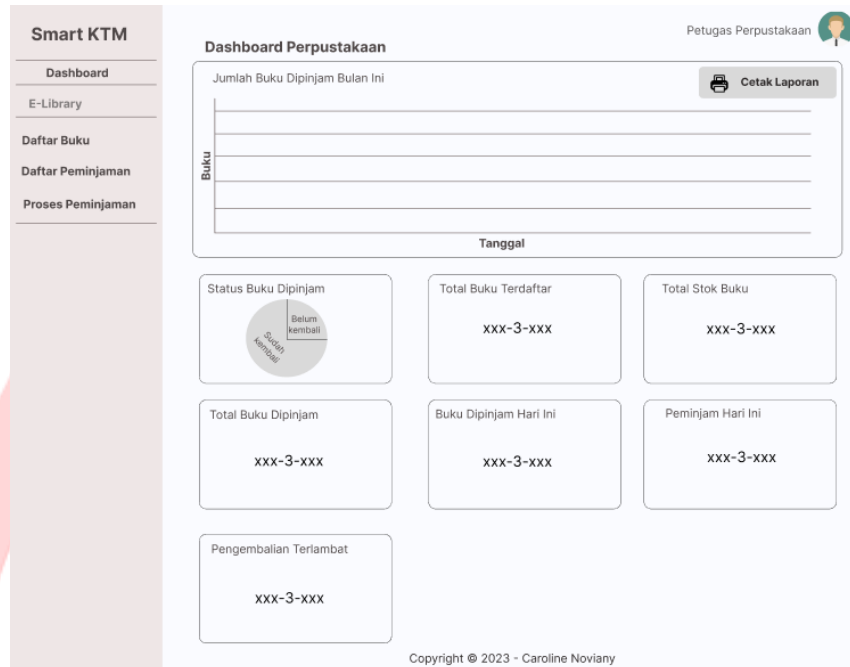 Smart KTM
Dashboard
E-Library
Daftar Buku
Daftar Peminjaman
Proses Peminjaman
Petugas Perpustakaan
Dashboard Perpustakaan
Jumlah Buku Dipinjam Bulan Ini
Cetak Laporan
Buku
Tanggal
Status Buku Dipinjam
Belum
kembali
Sudah
kembali
Total Buku Terdaftar
xxx-3-xxx
Total Stok Buku
xxx-3-xxx
Total Buku Dipinjam
xxx-3-xxx
Buku Dipinjam Hari Ini
xxx-3-xxx
Peminjam Hari Ini
xxx-3-xxx
Pengembalian Terlambat
xxx-3-xxx
Copyright © 2023 - Caroline Noviany